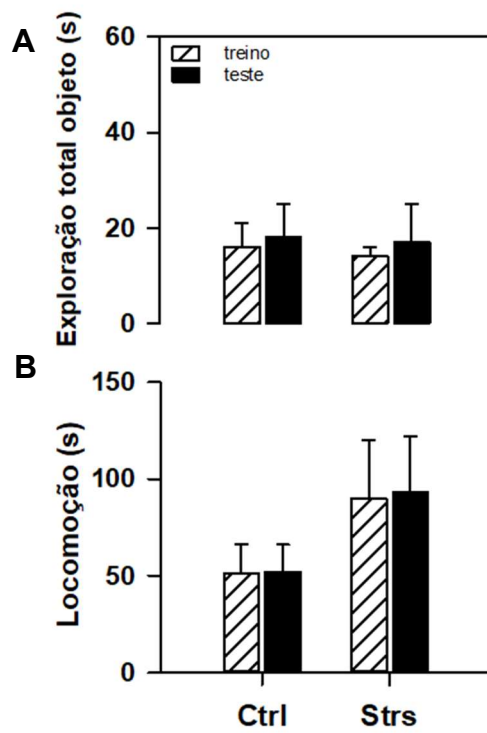 A
Exploração total objeto (s)
60
40
20
0
treino
teste
B
Locomoção (s)
150
100
50
0
Ctrl
Strs